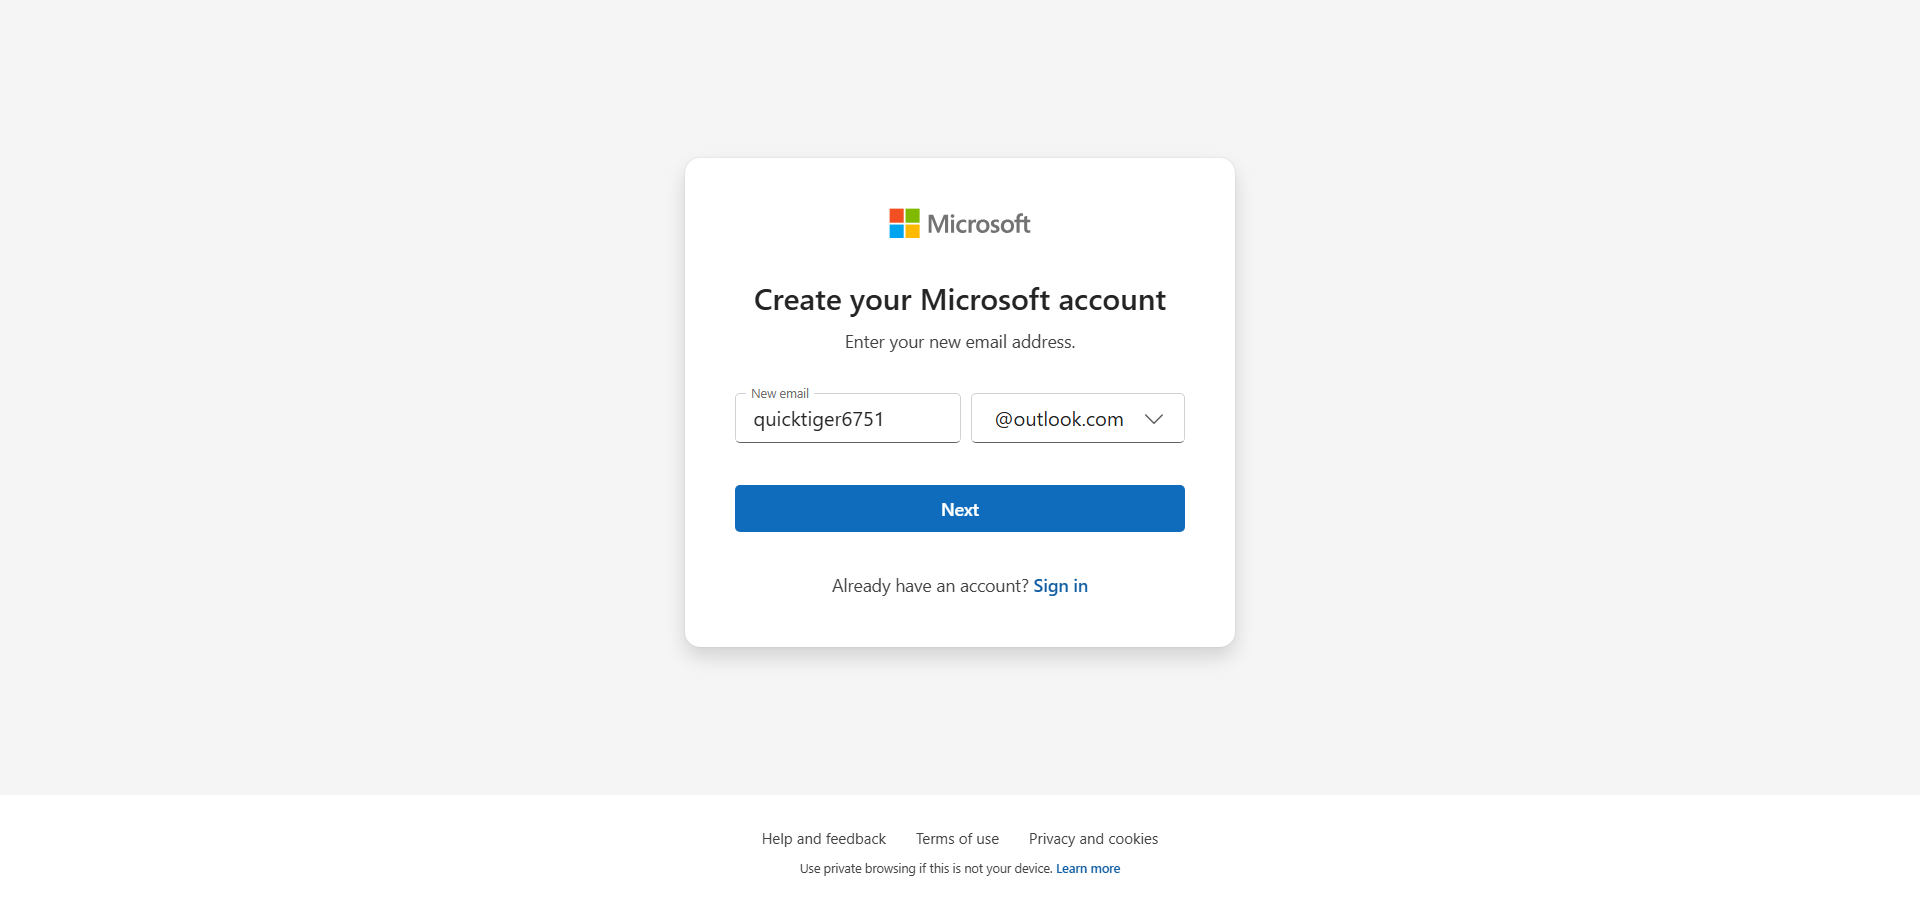 Microsoft
Create your Microsoft account
Enter your new email address.
New email
quicktiger6751
@outlook.com
Next
Already have an account? Sign in
Help and feedback Terms of use Privacy and cookies
Use private browsing if this is not your device. Learn more